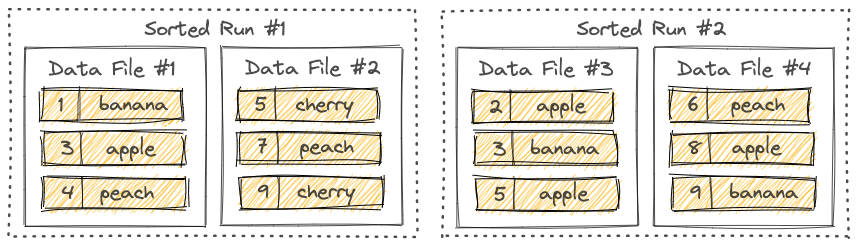 Sorted Run #1
Data File #1
1 banana
3 apple
4 peach
Data File #2
5 cherry
7 peach
9 cherry
Sorted Run #2
Data File #3
2 apple
3 banana
5 apple
Data File #4
6 peach
8 apple
9 banana